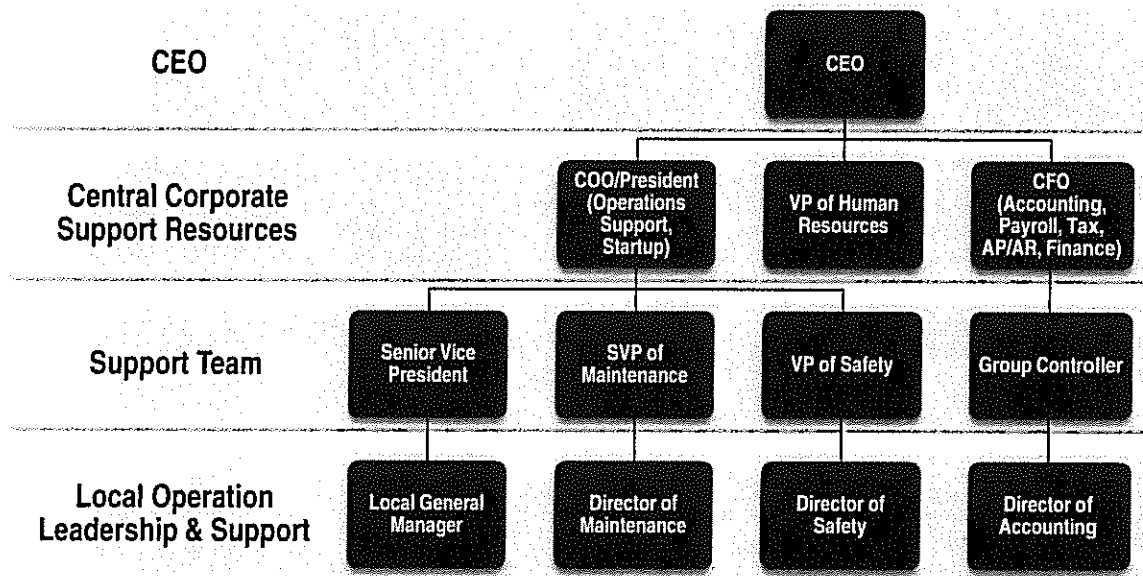 CEO
CEO
Central Corporate
Support Resources
COO/President
(Operations
Support,
Startup)
VP of Human
Resources
CFO
(Accounting,
Payroll, Tax,
AP/AR, Finance)
Support Team
Senior Vice
President
SVP of
Maintenance
VP of Safety
Group Controller
Local Operation
Leadership & Support
Local General
Manager
Director of
Maintenance
Director of
Safety
Director of
Accounting